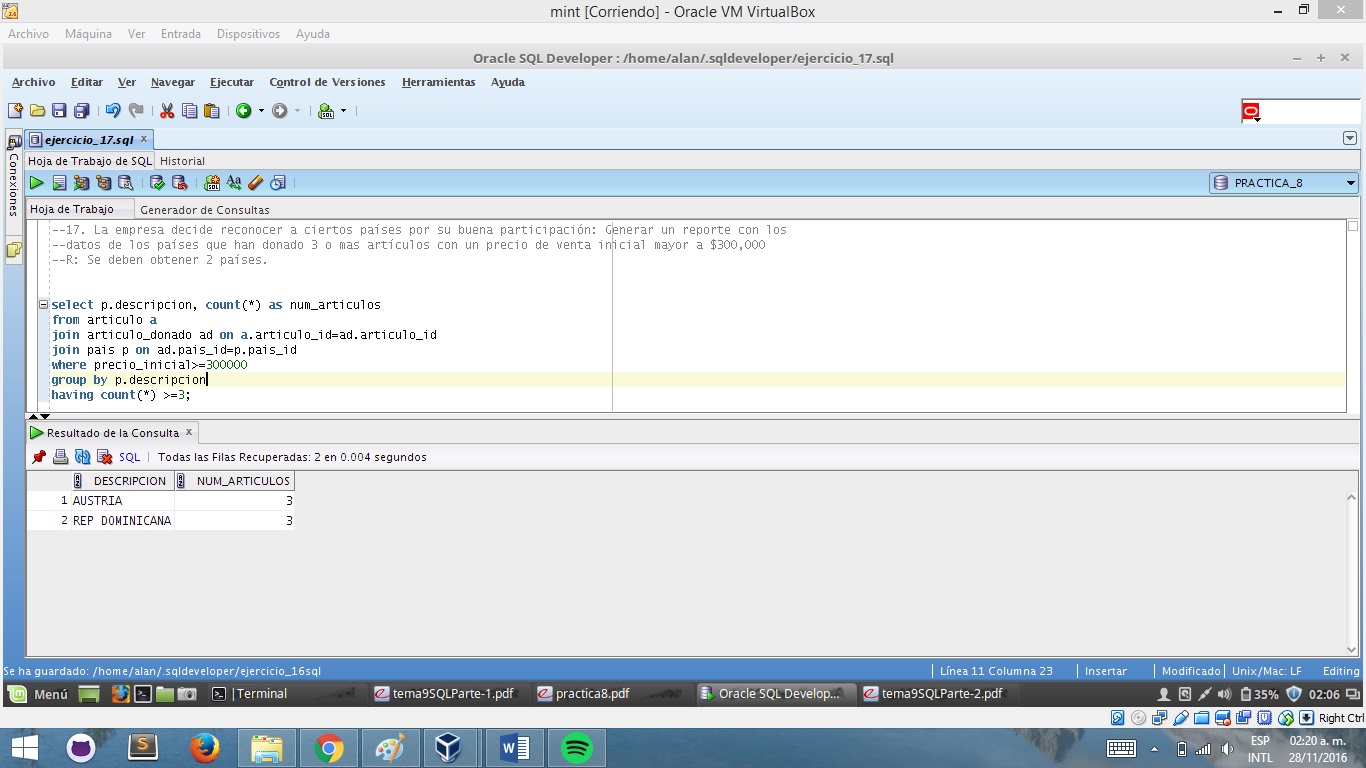 mint [Corriendo] - Oracle VM VirtualBox
Archivo Máquina Ver Entrada Dispositivos Ayuda
Oracle SQL Developer : /home/alan/.sqldeveloper/ejercicio_17.sql
Archivo Editar Ver Navegar Ejecutar Control de Versiones Herramientas Ayuda
ejercicio_17.sql
Conexiones
Hoja de Trabajo de SQL Historial
PRACTICA_8
Hoja de Trabajo Generador de Consultas
--17. La empresa decide reconocer a ciertos países por su buena participación: Generar un reporte con los
--datos de los países que han donado 3 o mas artículos con un precio de venta inicial mayor a $300,000
--R: Se deben obtener 2 países.
select p.descripcion, count(*) as num_articulos
from articulo a
join articulo_donado ad on a.articulo_id=ad.articulo_id
join pais p on ad.pais_id=p.pais_id
where precio_inicial>=300000
group by p.descripcion
having count(*) >=3;
Resultado de la Consulta
SQL | Todas las Filas Recuperadas: 2 en 0.004 segundos
DESCRIPCION NUM_ARTICULOS
1 AUSTRIA 3
2 REP DOMINICANA 3
Se ha guardado: /home/alan/.sqldeveloper/ejercicio_16sql
Línea 11 Columna 23 Insertar Modificado Unix/Mac: LF Editing
Menú |Terminal tema9SQLParte-1.pdf practica8.pdf Oracle SQL Develop... tema9SQLParte-2.pdf 35% 02:06
Right Ctrl
ESP 02:20 a. m.
INTL 28/11/2016